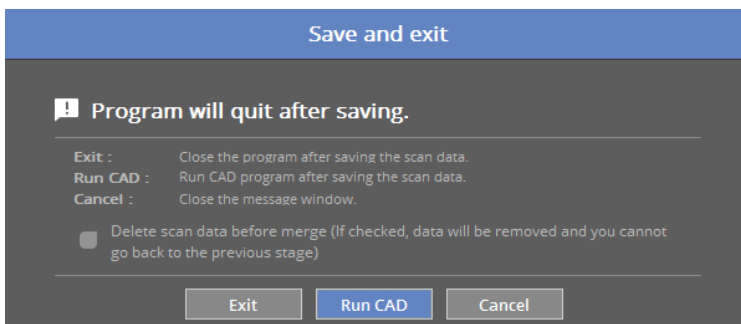 Save and exit
Program will quit after saving.
Exit : Close the program after saving the scan data.
Run CAD : Run CAD program after saving the scan data.
Cancel : Close the message window.
Delete scan data before merge (If checked, data will be removed and you cannot
go back to the previous stage)
Exit Run CAD Cancel